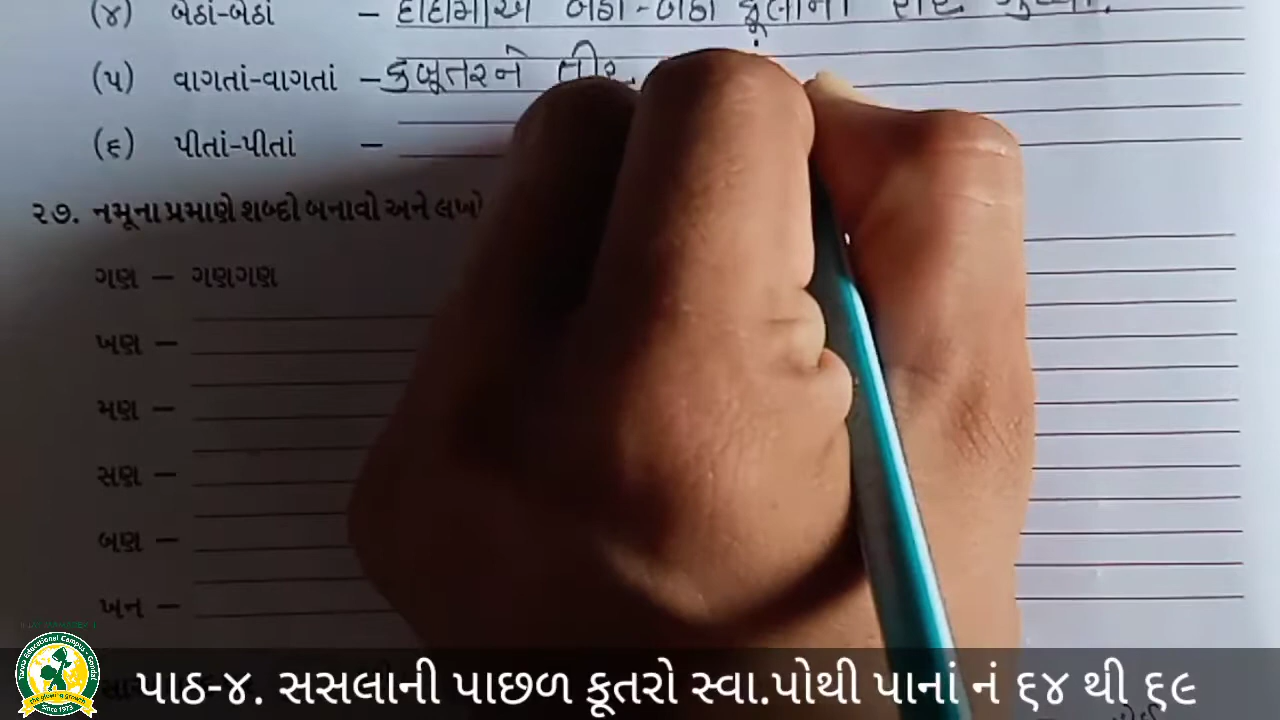 (૪) બેઠાં-બેઠાં – દાદીમાએ બેઠાં-બેઠાં ફૂલોનો હાર ગૂંથ્યો.
(૫) વાગતાં-વાગતાં – કબૂતરને તીર
(૬) પીતાં-પીતાં –
૨૭. નમૂના પ્રમાણે શબ્દો બનાવો અને લખો
ગણ – ગણગણ
ખણ –
મણ –
સણ –
બણ –
ખન –
પાઠ-૪. સસલાની પાછળ કૂતરો સ્વા.પોથી પાનાં નં ૬૪ થી ૬૯